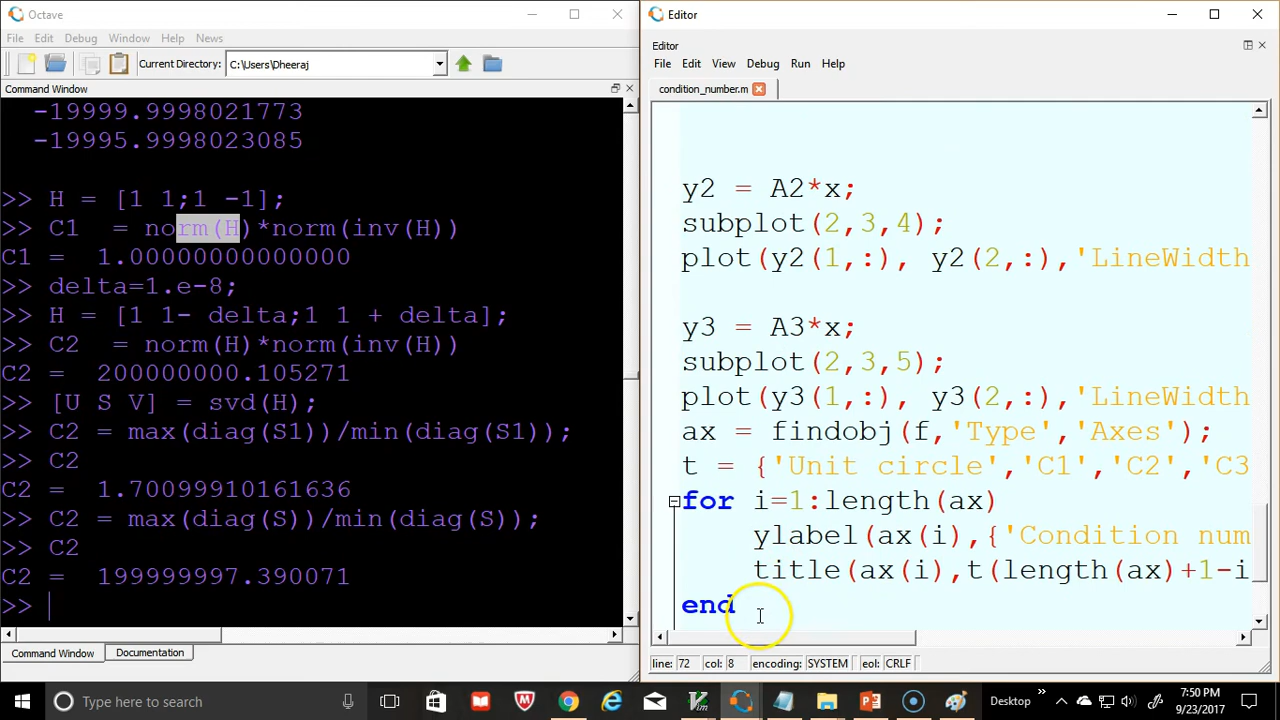 Octave
File Edit Debug Window Help News
Current Directory: C:\Users\Dheeraj
Command Window
-19999.9998021773
-19995.9998023085
>> H = [1 1;1 -1];
>> C1  = norm(H)*norm(inv(H))
C1 =  1.00000000000000
>> delta=1.e-8;
>> H = [1 1- delta;1 1 + delta];
>> C2  = norm(H)*norm(inv(H))
C2 =  200000000.105271
>> [U S V] = svd(H);
>> C2 = max(diag(S1))/min(diag(S1));
>> C2
C2 =  1.70099910161636
>> C2 = max(diag(S))/min(diag(S));
>> C2
C2 =  199999997.390071
>>
Command Window Documentation
Editor
Editor
File Edit View Debug Run Help
condition_number.m
y2 = A2*x;
subplot(2,3,4);
plot(y2(1,:), y2(2,:),'LineWidth
y3 = A3*x;
subplot(2,3,5);
plot(y3(1,:), y3(2,:),'LineWidth
ax = findobj(f,'Type','Axes');
t = {'Unit circle','C1','C2','C3
for i=1:length(ax)
ylabel(ax(i),{'Condition num
title(ax(i),t(length(ax)+1-i
end
line: 72 col: 8 encoding: SYSTEM eol: CRLF
Type here to search
Desktop
7:50 PM
9/23/2017